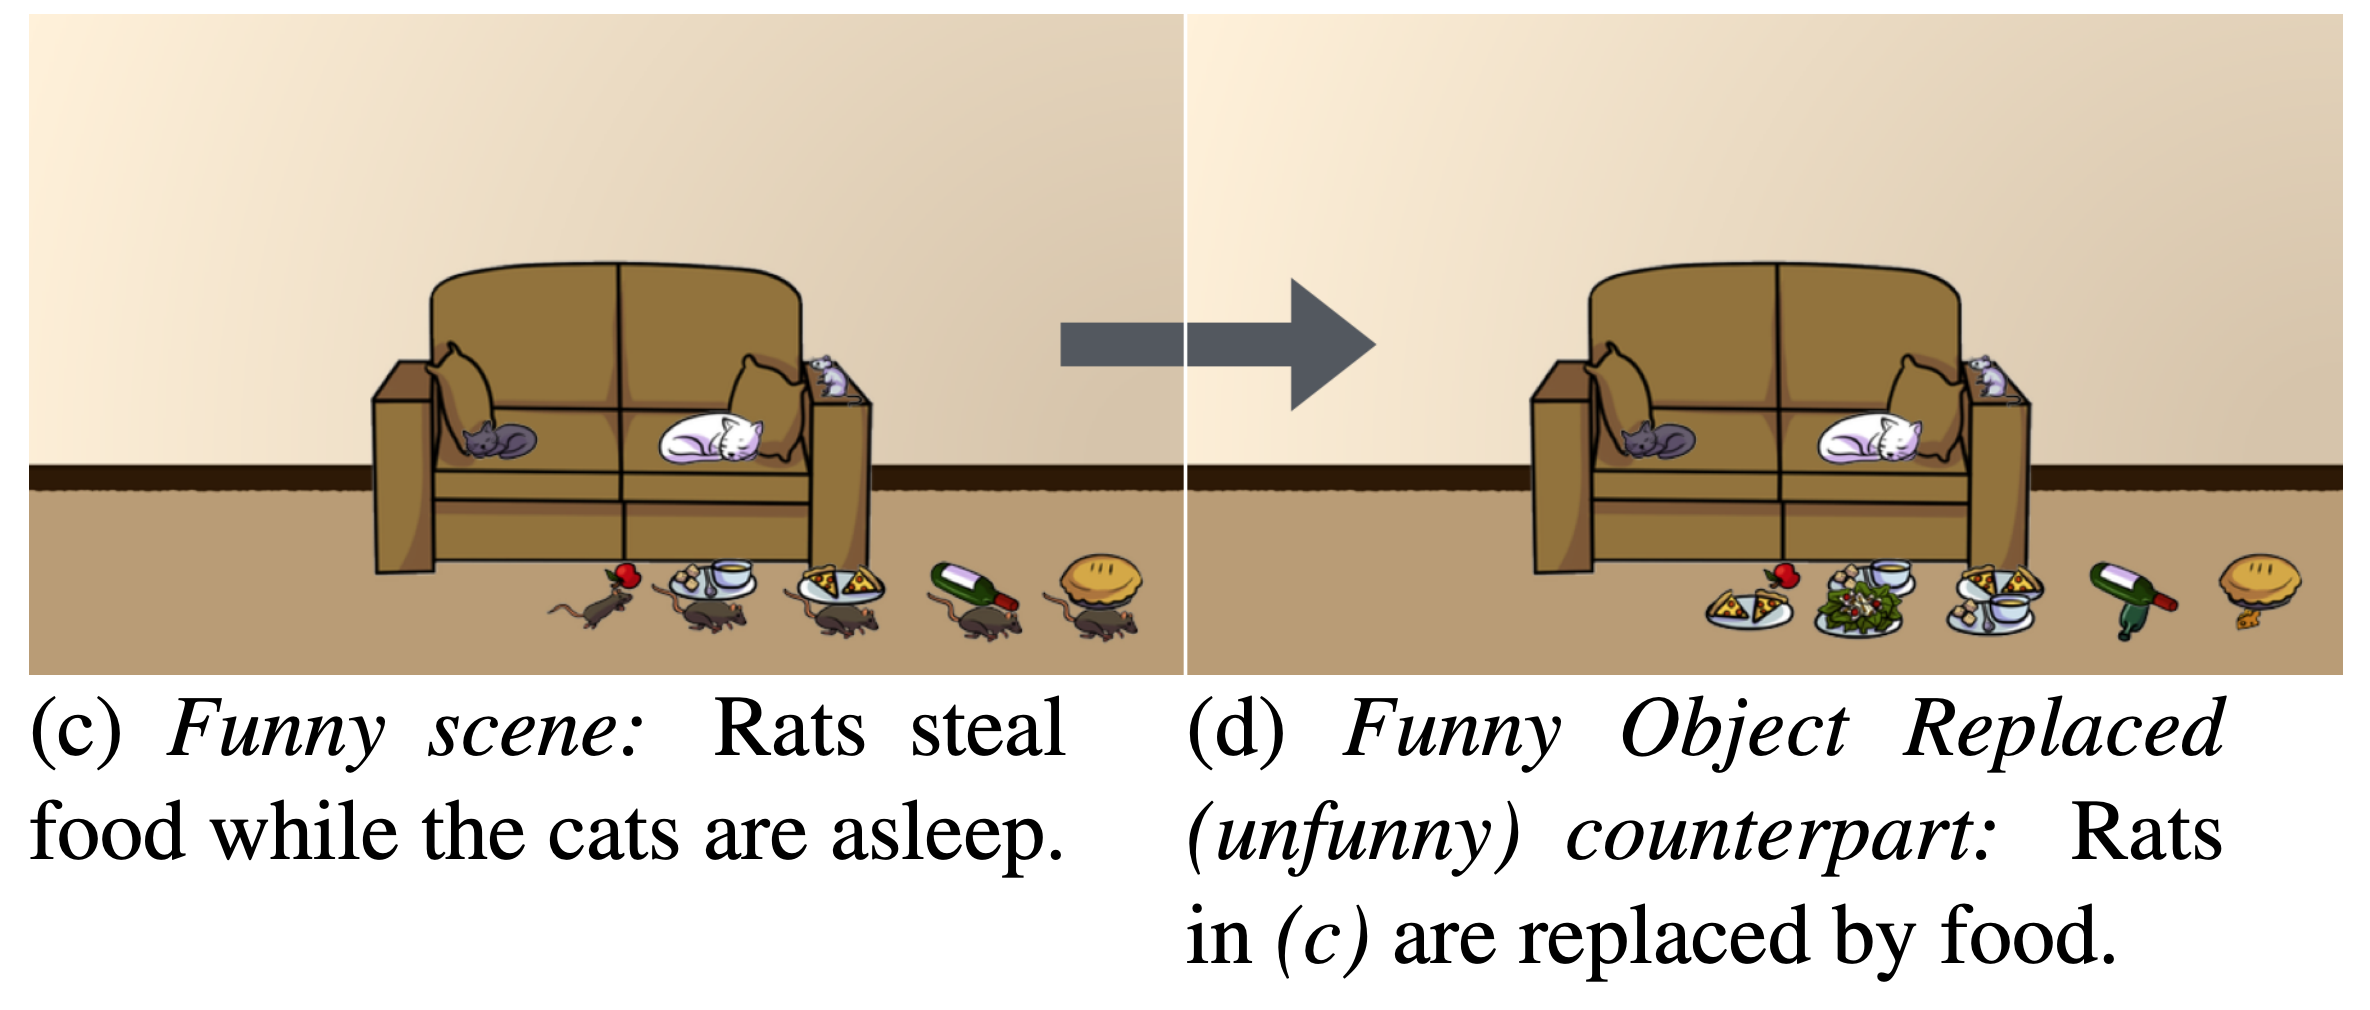 (c) Funny scene: Rats steal
food while the cats are asleep.
(d) Funny Object Replaced
(unfunny) counterpart: Rats
in (c) are replaced by food.